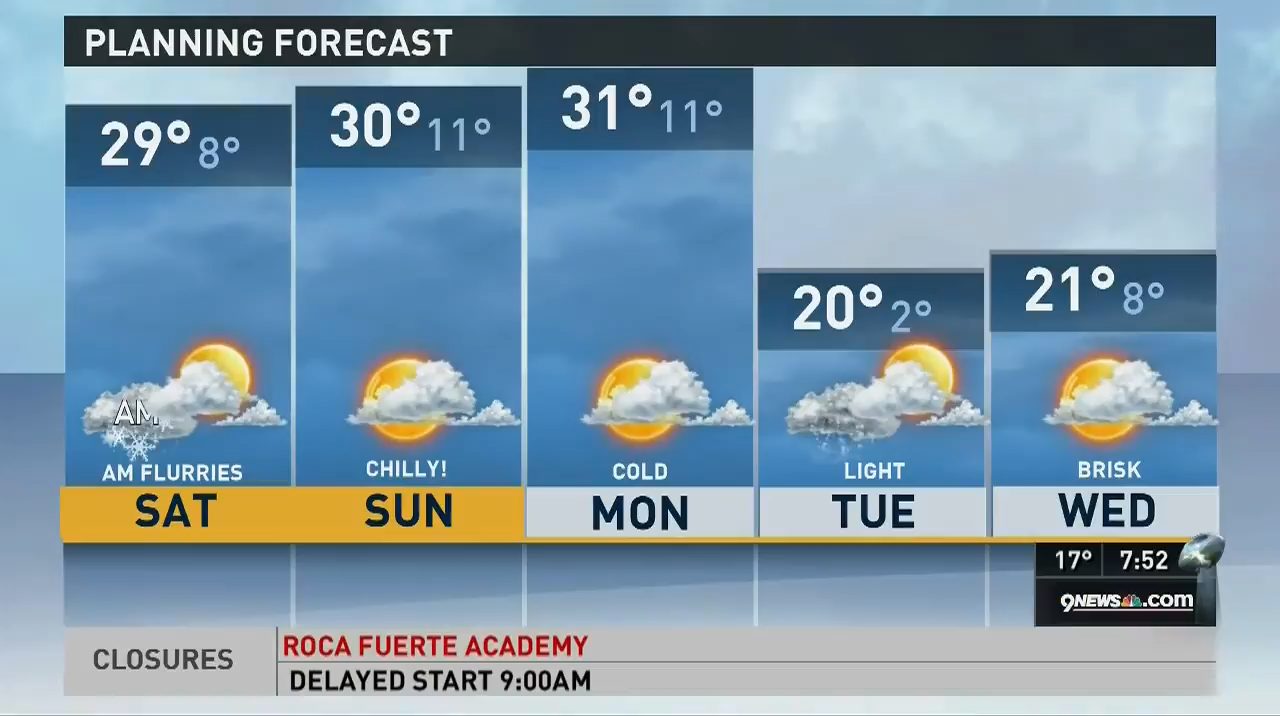 PLANNING FORECAST
29° 8°
30° 11°
31° 11°
20° 2°
21° 8°
AM
AM FLURRIES
CHILLY!
COLD
LIGHT
BRISK
SAT
SUN
MON
TUE
WED
17° 7:52
9NEWS.com
CLOSURES
ROCA FUERTE ACADEMY
DELAYED START 9:00AM